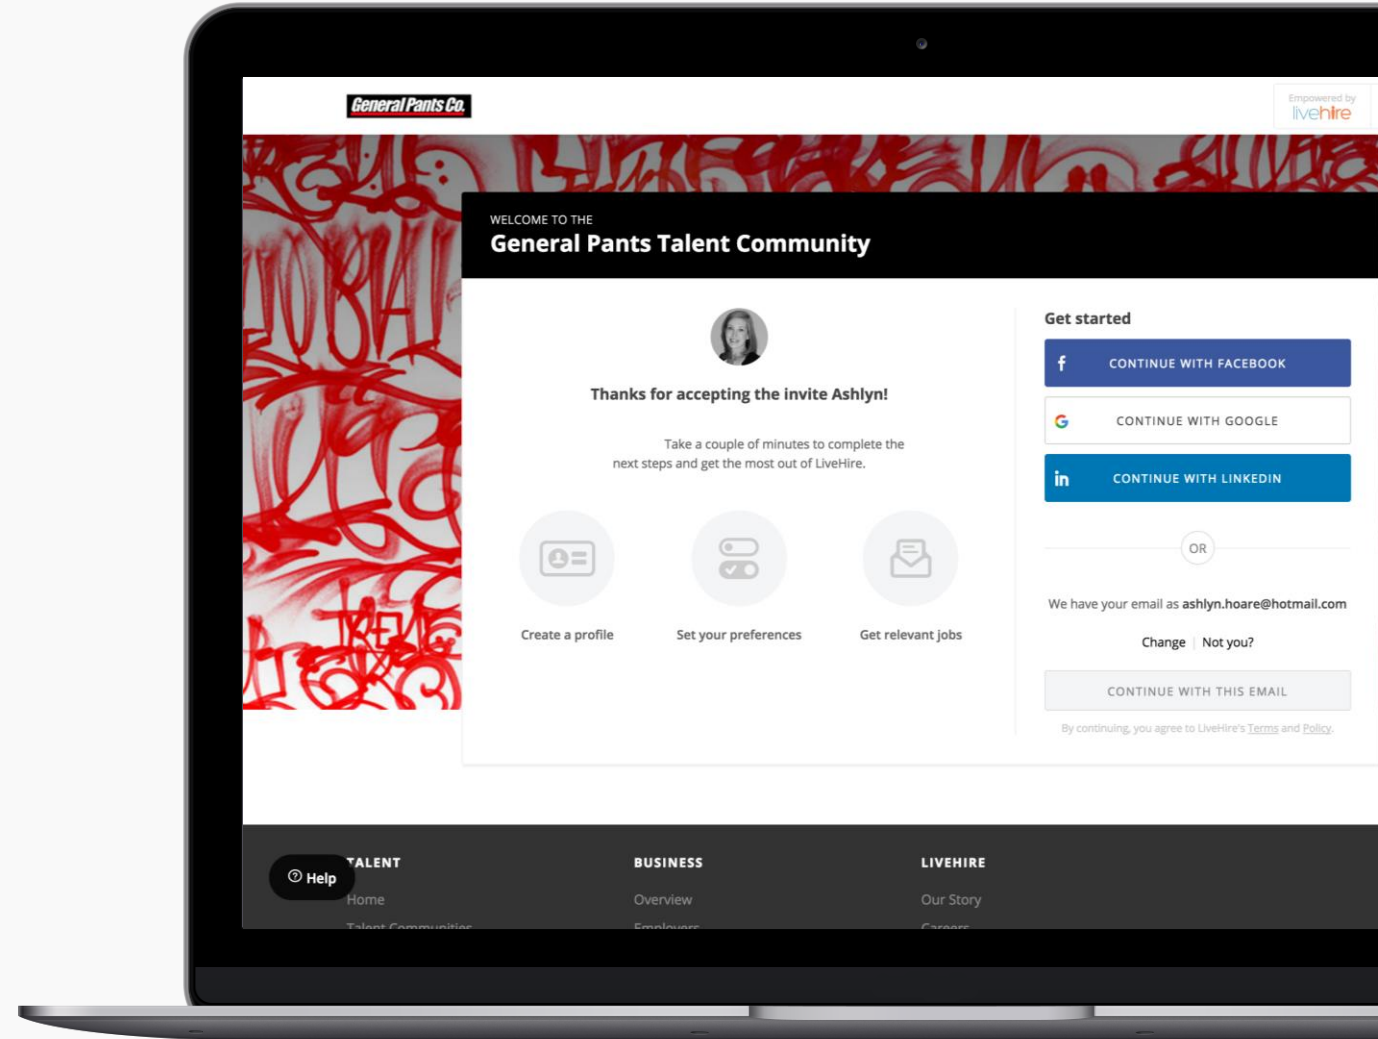 General Pants Co.
Empowered by
livehire
WELCOME TO THE
General Pants Talent Community
Thanks for accepting the invite Ashlyn!
Take a couple of minutes to complete the
next steps and get the most out of LiveHire.
Create a profile
Set your preferences
Get relevant jobs
Get started
CONTINUE WITH FACEBOOK
CONTINUE WITH GOOGLE
CONTINUE WITH LINKEDIN
OR
We have your email as ashlyn.hoare@hotmail.com
Change | Not you?
CONTINUE WITH THIS EMAIL
By continuing, you agree to LiveHire's Terms and Policy.
Help
TALENT
Home
Talent Communities
BUSINESS
Overview
Employers
LIVEHIRE
Our Story
Careers